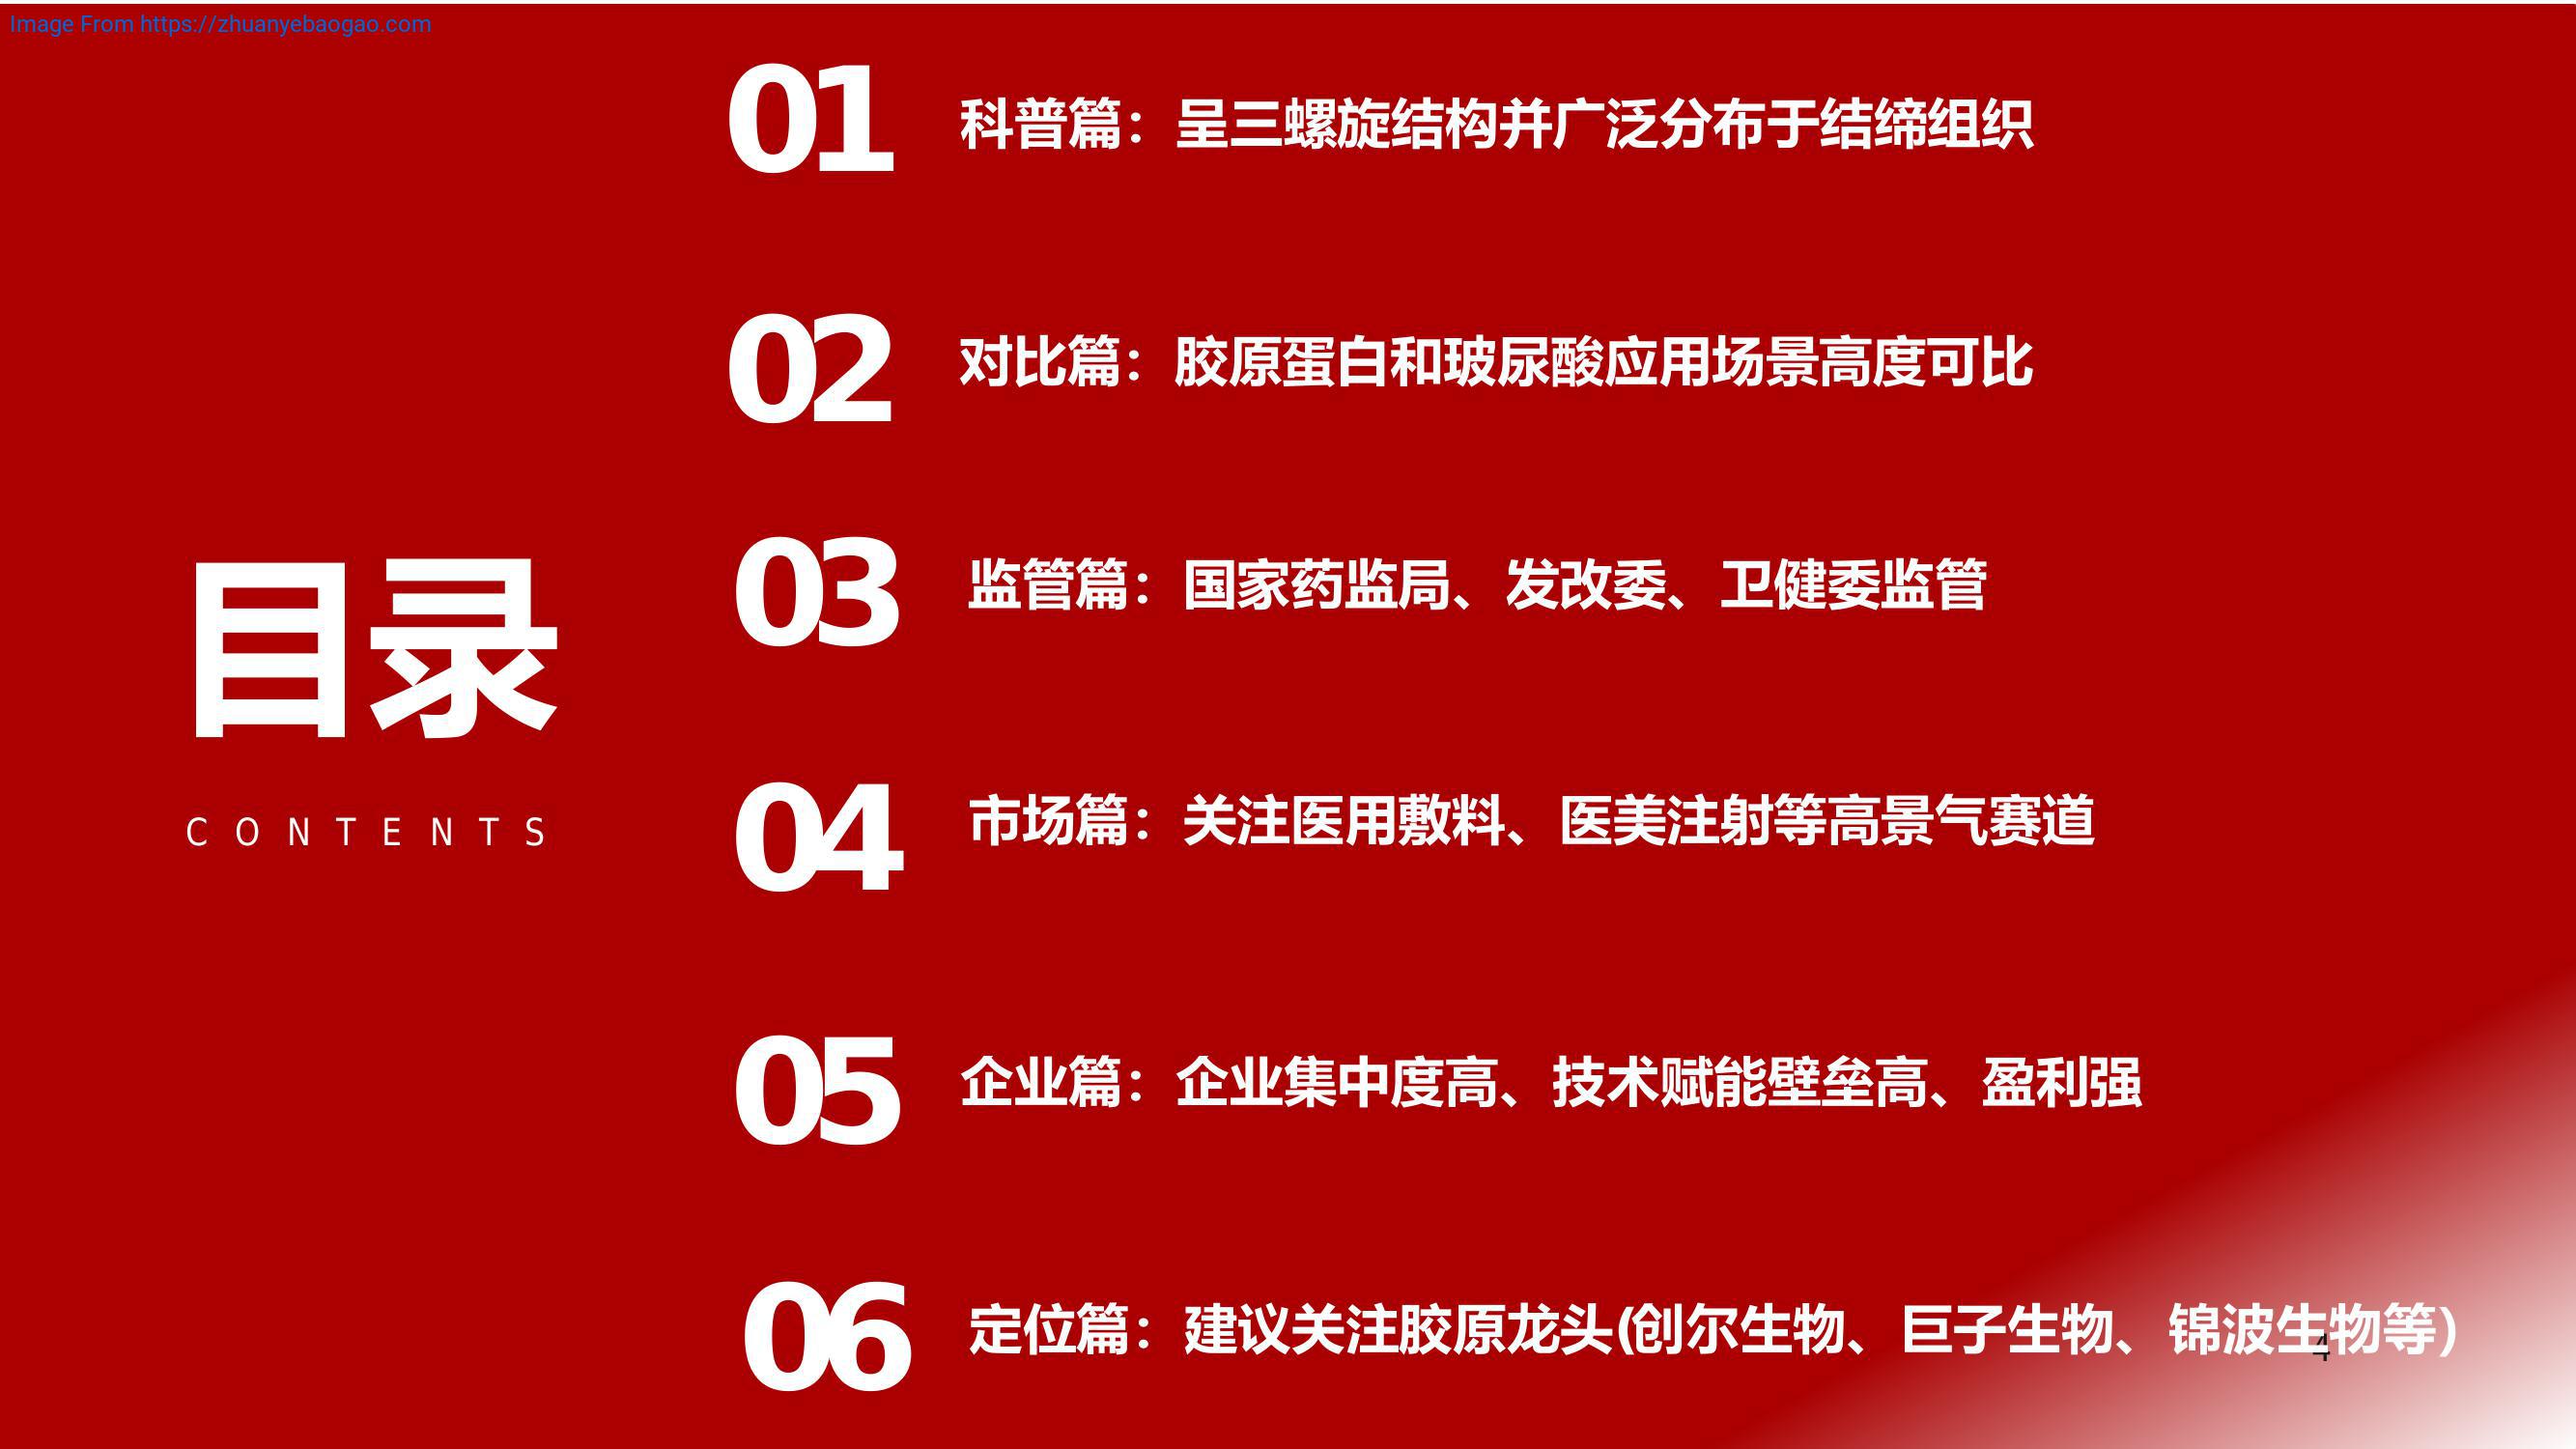 Image From https://zhuanyebaogao.com
目录
CONTENTS
01 科普篇：呈三螺旋结构并广泛分布于结缔组织
02 对比篇：胶原蛋白和玻尿酸应用场景高度可比
03 监管篇：国家药监局、发改委、卫健委监管
04 市场篇：关注医用敷料、医美注射等高景气赛道
05 企业篇：企业集中度高、技术赋能壁垒高、盈利强
06 定位篇：建议关注胶原龙头(创尔生物、巨子生物、锦波生物等)
4